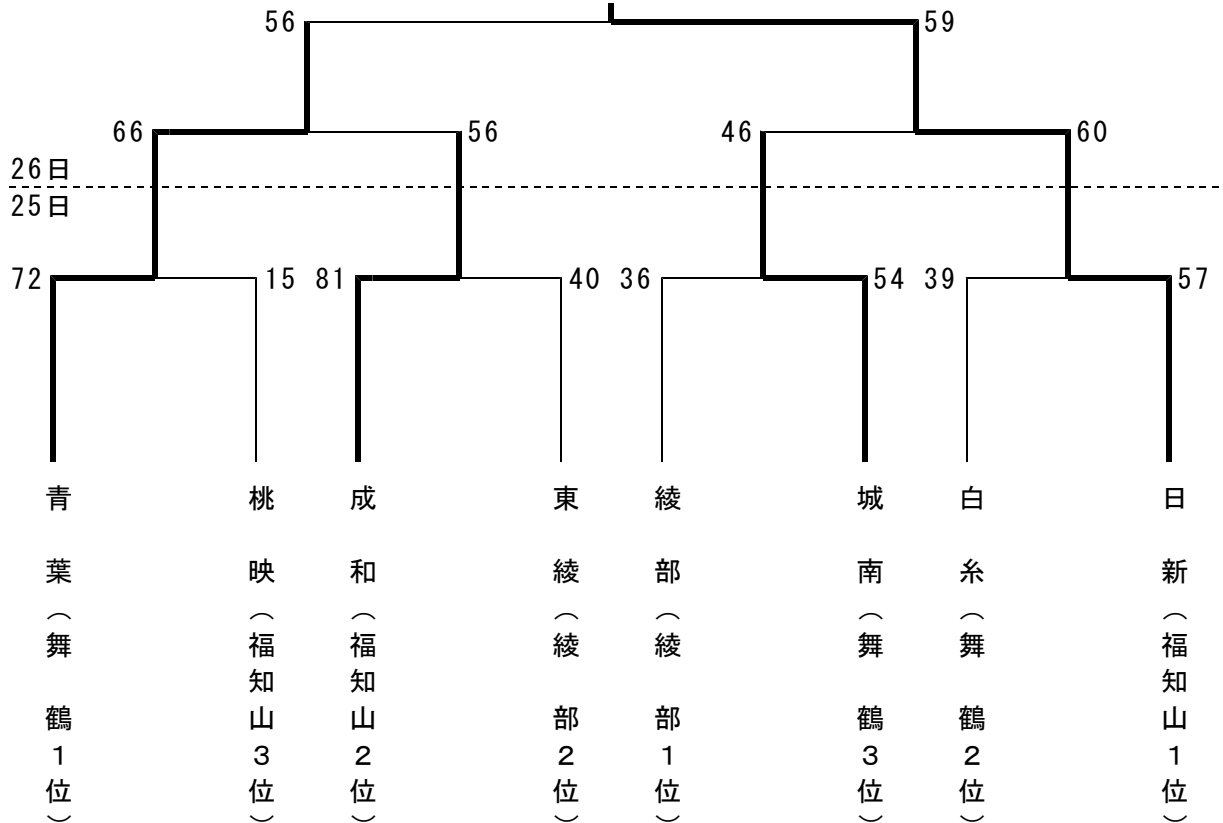 56 59
66 56 46 60
26日
25日
72 15 81 40 36 54 39 57
青葉（舞鶴１位）
桃映（福知山３位）
成和（福知山２位）
東綾（綾部２位）
綾部（綾部１位）
城南（舞鶴３位）
白糸（舞鶴２位）
日新（福知山１位）